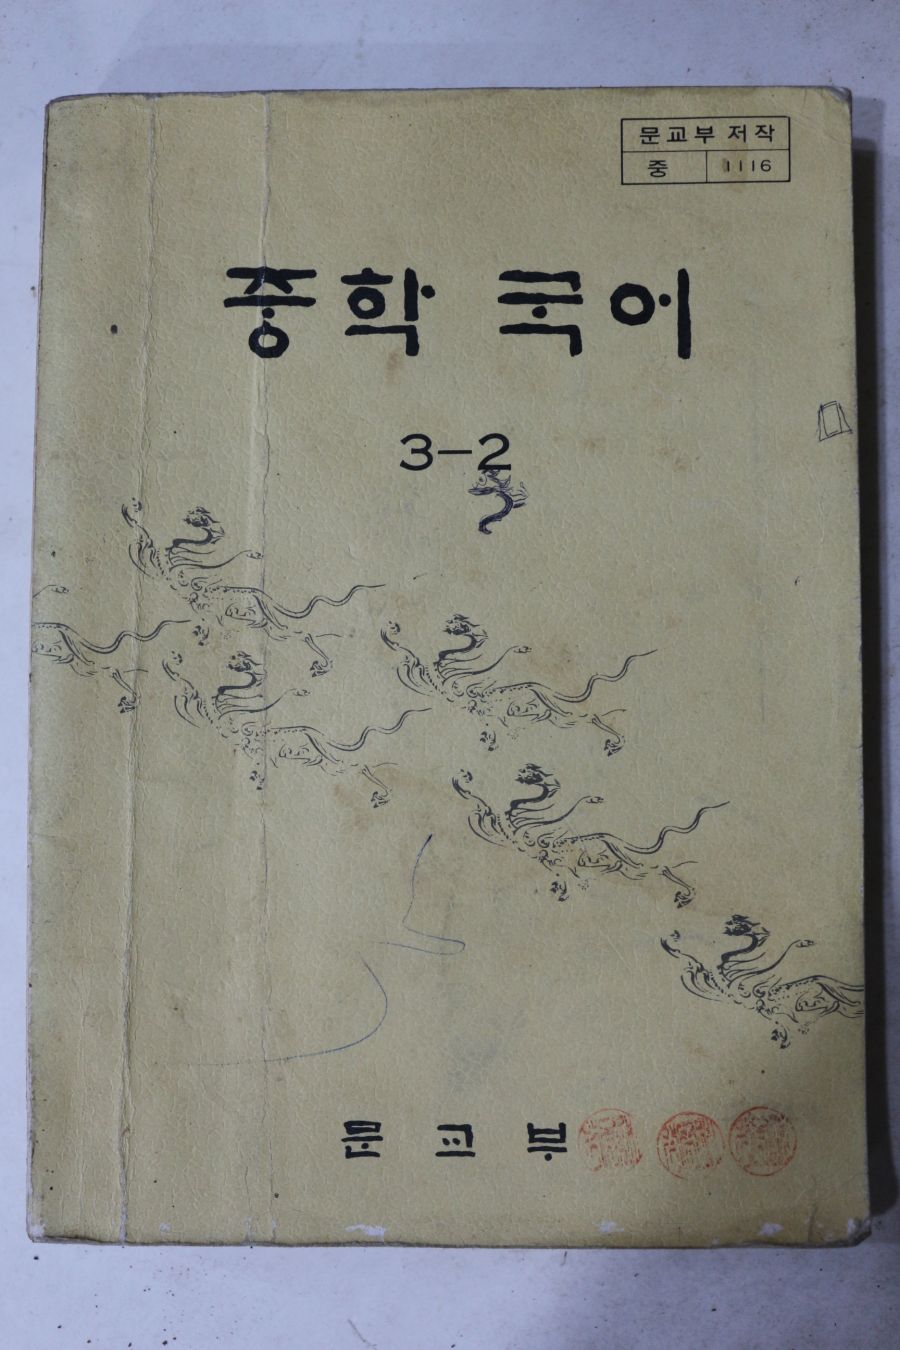 문교부 저작
중 1116
중학 국어
3-2
문교부